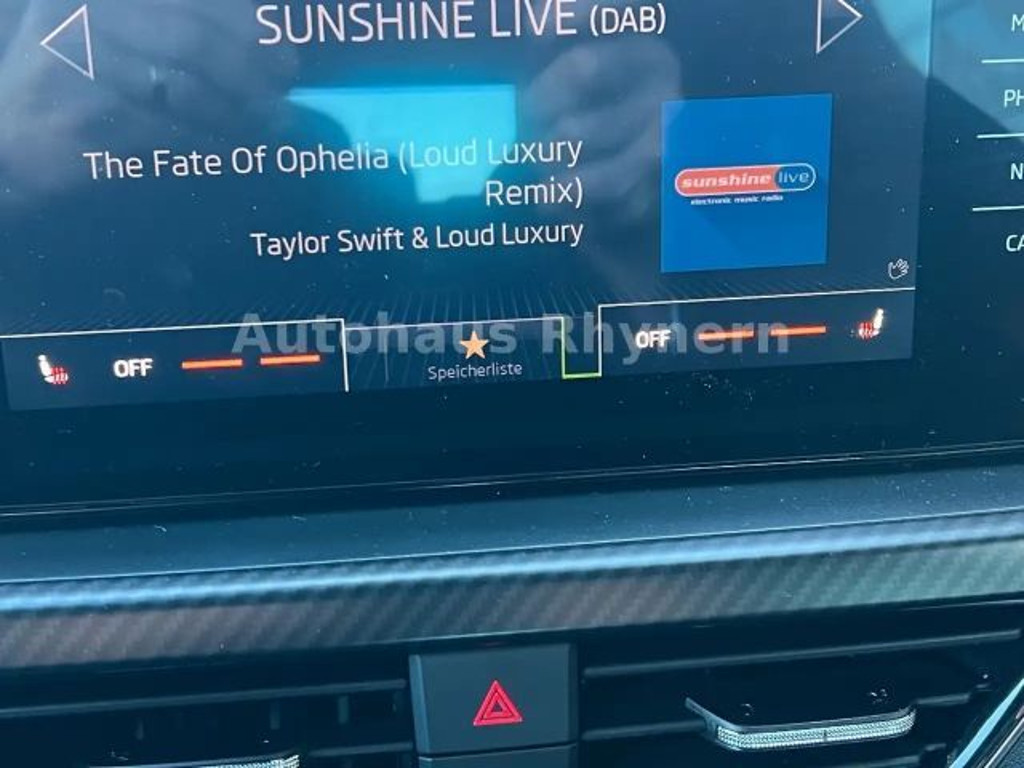 SUNSHINE LIVE (DAB)
The Fate Of Ophelia (Loud Luxury
Remix)
Taylor Swift & Loud Luxury
sunshine live
electronic music radio
Autohaus Rhynern
OFF
Speicherliste
OFF